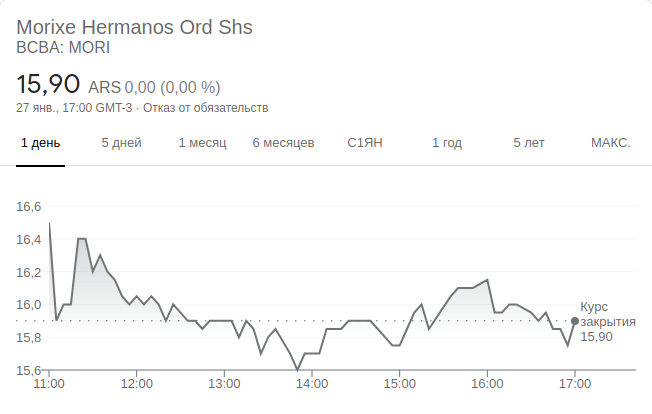 Morixe Hermanos Ord Shs
BCBA: MORI
15,90 ARS 0,00 (0,00 %)
27 янв., 17:00 GMT-3 · Отказ от обязательств
1 день 5 дней 1 месяц 6 месяцев С1ЯН 1 год 5 лет МАКС.
16,6
16,4
16,2
16,0
15,8
15,6
Курс
закрытия
15,90
11:00 12:00 13:00 14:00 15:00 16:00 17:00